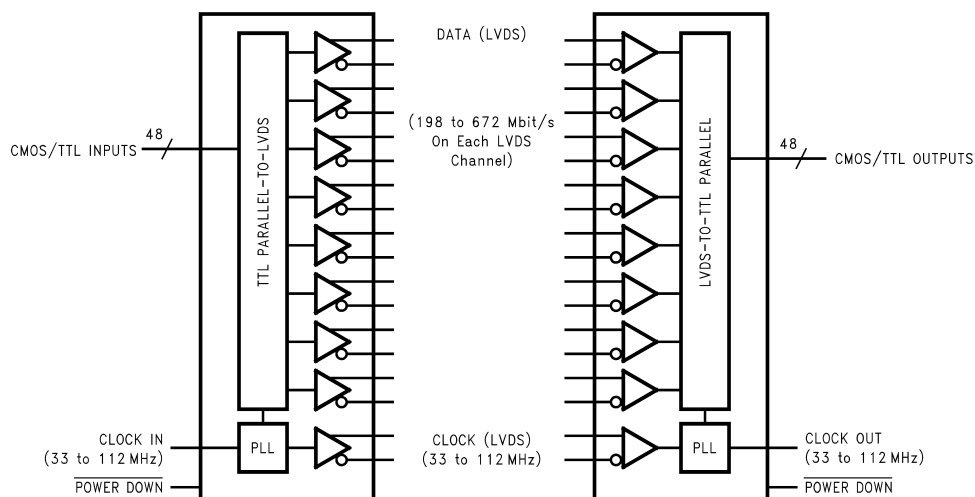 DATA (LVDS)
(198 to 672 Mbit/s
On Each LVDS
Channel)
48
CMOS/TTL INPUTS
TTL PARALLEL-TO-LVDS
LVDS-TO-TTL PARALLEL
48
CMOS/TTL OUTPUTS
CLOCK IN
(33 to 112 MHz)
PLL
CLOCK (LVDS)
(33 to 112 MHz)
PLL
CLOCK OUT
(33 to 112 MHz)
POWER DOWN
POWER DOWN